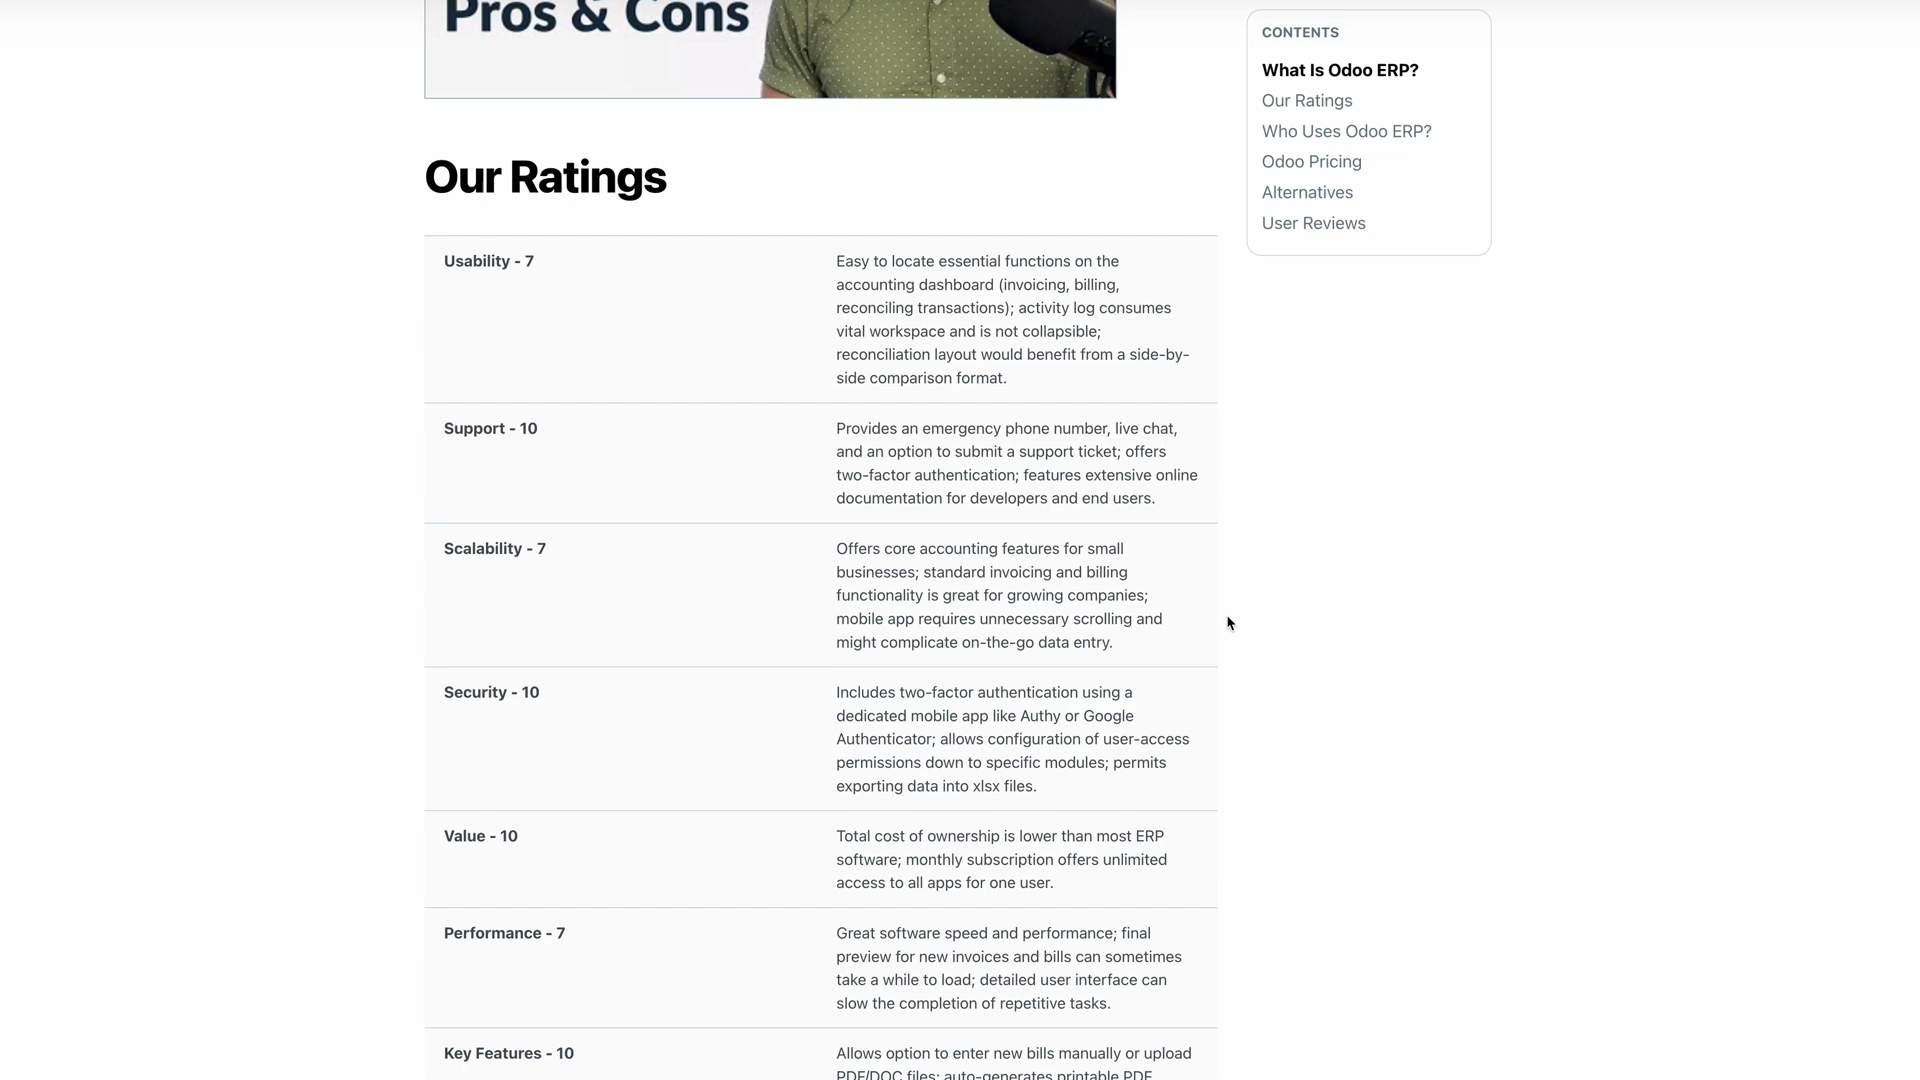 Pros & Cons
CONTENTS
What Is Odoo ERP?
Our Ratings
Who Uses Odoo ERP?
Odoo Pricing
Alternatives
User Reviews
Our Ratings
Usability - 7
Easy to locate essential functions on the
accounting dashboard (invoicing, billing,
reconciling transactions); activity log consumes
vital workspace and is not collapsible;
reconciliation layout would benefit from a side-by-
side comparison format.
Support - 10
Provides an emergency phone number, live chat,
and an option to submit a support ticket; offers
two-factor authentication; features extensive online
documentation for developers and end users.
Scalability - 7
Offers core accounting features for small
businesses; standard invoicing and billing
functionality is great for growing companies;
mobile app requires unnecessary scrolling and
might complicate on-the-go data entry.
Security - 10
Includes two-factor authentication using a
dedicated mobile app like Authy or Google
Authenticator; allows configuration of user-access
permissions down to specific modules; permits
exporting data into xlsx files.
Value - 10
Total cost of ownership is lower than most ERP
software; monthly subscription offers unlimited
access to all apps for one user.
Performance - 7
Great software speed and performance; final
preview for new invoices and bills can sometimes
take a while to load; detailed user interface can
slow the completion of repetitive tasks.
Key Features - 10
Allows option to enter new bills manually or upload
PDF/DOC files; auto-generates printable PDF